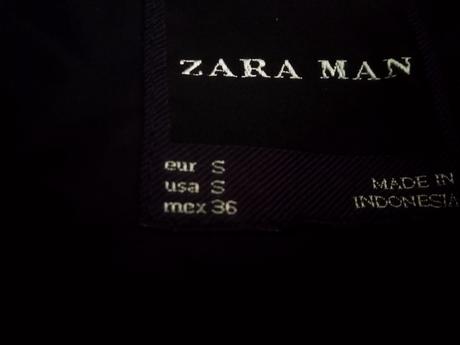 ZARA MAN
eur S
usa S
mex 36
MADE IN
INDONESIA